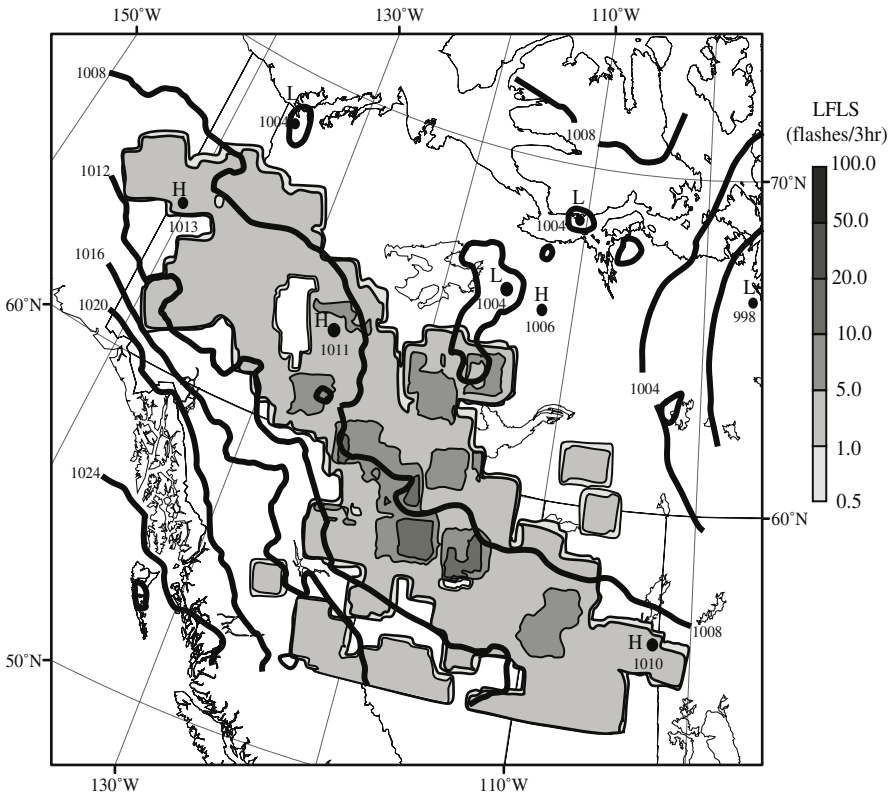 150°W
130°W
110°W
1008
L
1004
1008
LFLS
(flashes/3hr)
100.0
50.0
20.0
10.0
5.0
1.0
0.5
1012
H
1013
L
1004
70°N
1016
L
1004
H
1006
L
998
60°N
1020
H
1011
1004
1024
60°N
1008
H
1010
50°N
130°W
110°W